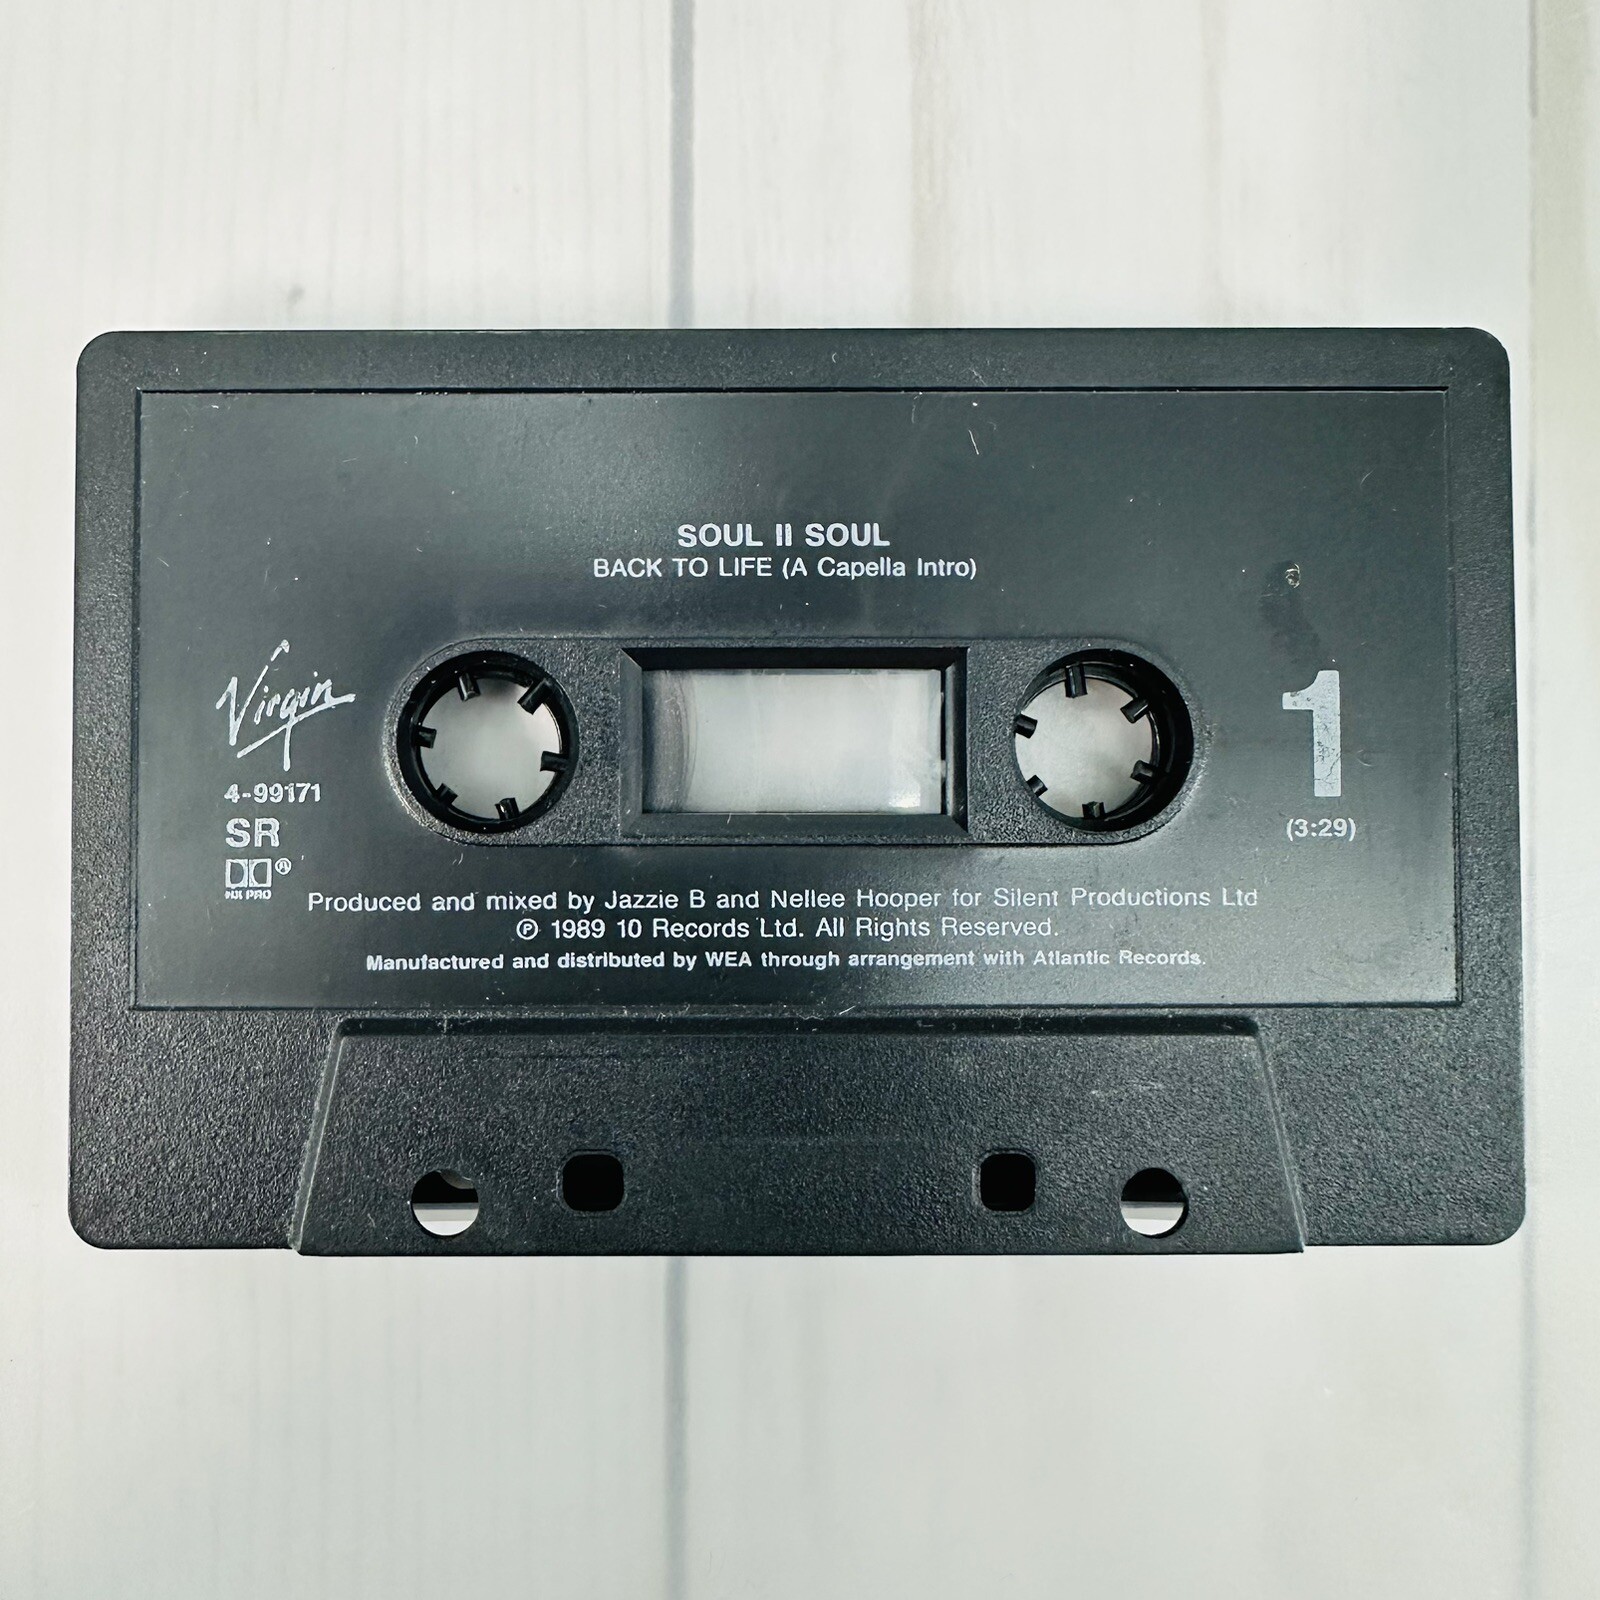 SOUL II SOUL
BACK TO LIFE (A Capella Intro)
Virgin
4-99171
SR
HX PRO
1
(3:29)
Produced and mixed by Jazzie B and Nellee Hooper for Silent Productions Ltd
℗ 1989 10 Records Ltd. All Rights Reserved.
Manufactured and distributed by WEA through arrangement with Atlantic Records.